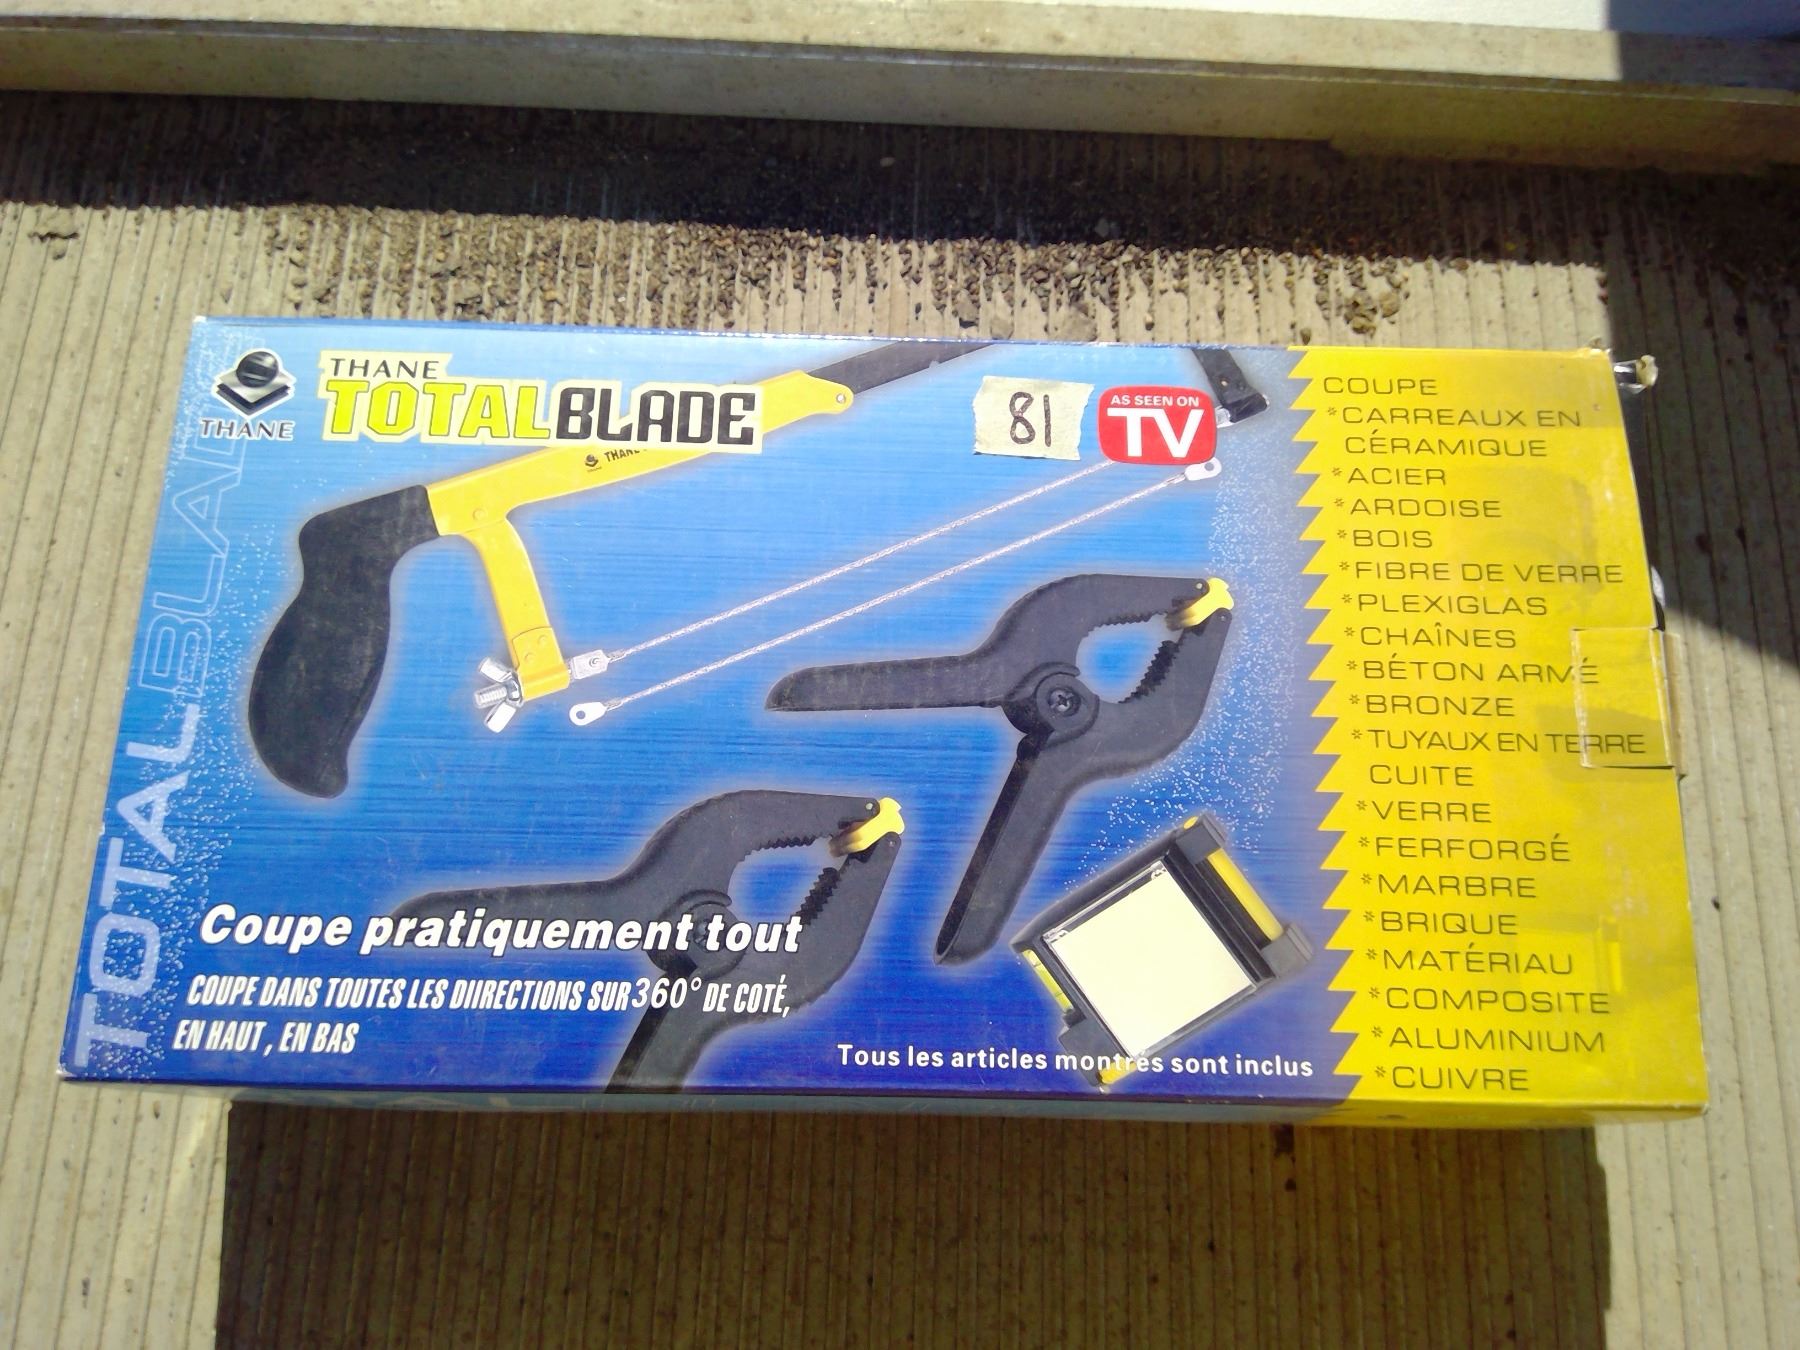 THANE
THANE
TOTALBLADE
THANE
81
AS SEEN ON
TV
TOTAL BLADE
Coupe pratiquement tout
COUPE DANS TOUTES LES DIIRECTIONS SUR 360° DE COTÉ,
EN HAUT, EN BAS
Tous les articles montrés sont inclus
COUPE
*CARREAUX EN
CÉRAMIQUE
*ACIER
*ARDOISE
*BOIS
*FIBRE DE VERRE
*PLEXIGLAS
*CHAÎNES
*BÉTON ARMÉ
*BRONZE
*TUYAUX EN TERRE
CUITE
*VERRE
*FERFORGÉ
*MARBRE
*BRIQUE
*MATÉRIAU
*COMPOSITE
*ALUMINIUM
*CUIVRE